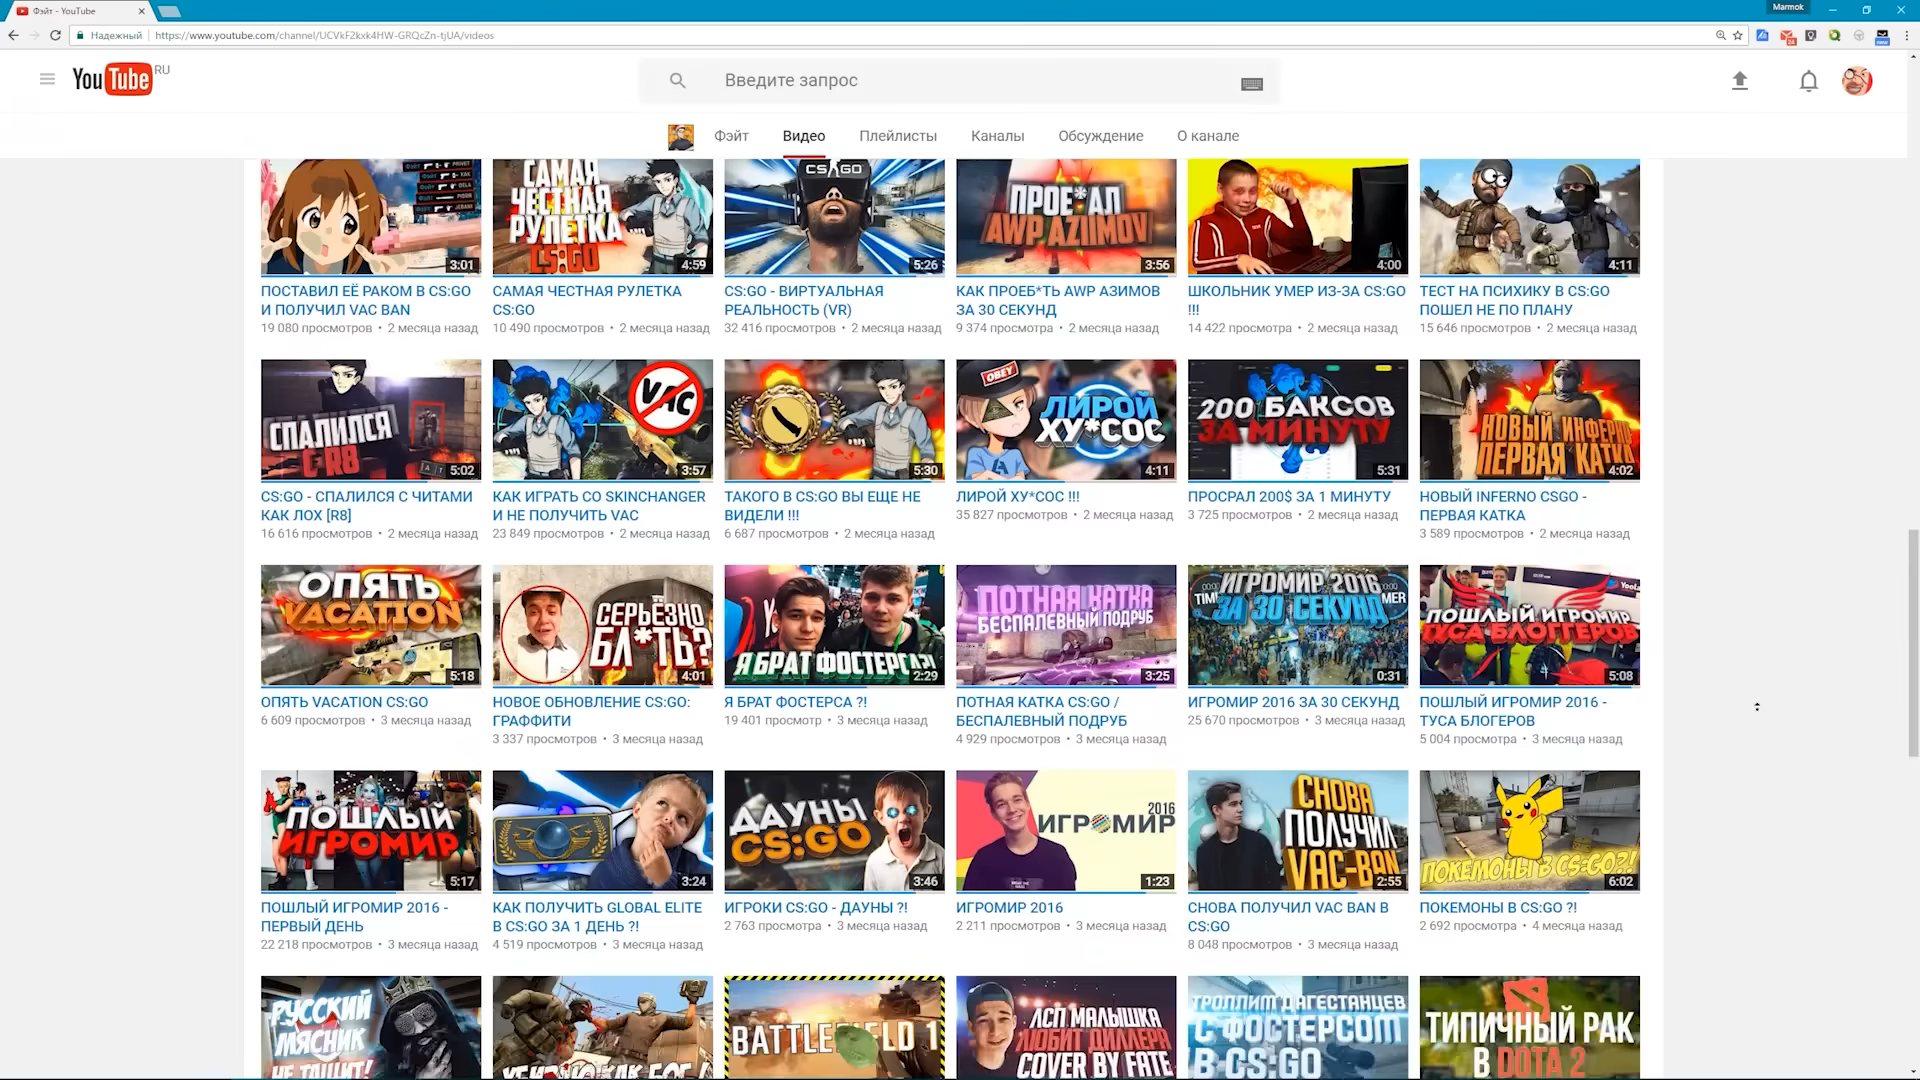 Фэйт - YouTube
Marmok
Надежный
https://www.youtube.com/channel/UCVkF2kxk4HW-GRQcZn-tjUA/videos
YouTube RU
Введите запрос
Фэйт
Видео
Плейлисты
Каналы
Обсуждение
О канале
3:01
САМАЯ
ЧЕСТНАЯ
РУЛЕТКА
CS:GO
4:59
CS GO
5:26
ПРОЕ*АЛ
AWP AZIIMOV
3:56
4:00
4:11
ПОСТАВИЛ ЕЁ РАКОМ В CS:GO
И ПОЛУЧИЛ VAC BAN
19 080 просмотров • 2 месяца назад
САМАЯ ЧЕСТНАЯ РУЛЕТКА
CS:GO
10 490 просмотров • 2 месяца назад
CS:GO - ВИРТУАЛЬНАЯ
РЕАЛЬНОСТЬ (VR)
32 416 просмотров • 2 месяца назад
КАК ПРОЕБ*ТЬ AWP АЗИМОВ
ЗА 30 СЕКУНД
9 374 просмотра • 2 месяца назад
ШКОЛЬНИК УМЕР ИЗ-ЗА CS:GO
!!!
14 422 просмотра • 2 месяца назад
ТЕСТ НА ПСИХИКУ В CS:GO
ПОШЕЛ НЕ ПО ПЛАНУ
15 646 просмотров • 2 месяца назад
СПАЛИЛСЯ
С R8
5:02
VAC
3:57
5:30
OBEY
ЛИРОЙ
ХУ*СОС
4:11
200 БАКСОВ
ЗА МИНУТУ
5:31
НОВЫЙ ИНФЕРНО
ПЕРВАЯ КАТКА
4:02
CS:GO - СПАЛИЛСЯ С ЧИТАМИ
КАК ЛОХ [R8]
16 616 просмотров • 2 месяца назад
КАК ИГРАТЬ СО SKINCHANGER
И НЕ ПОЛУЧИТЬ VAC
23 849 просмотров • 2 месяца назад
ТАКОГО В CS:GO ВЫ ЕЩЕ НЕ
ВИДЕЛИ !!!
6 687 просмотров • 2 месяца назад
ЛИРОЙ ХУ*СОС !!!
35 827 просмотров • 2 месяца назад
ПРОСРАЛ 200$ ЗА 1 МИНУТУ
3 725 просмотров • 2 месяца назад
НОВЫЙ INFERNO CSGO -
ПЕРВАЯ КАТКА
3 589 просмотров • 2 месяца назад
ОПЯТЬ
VACATION
5:18
СЕРЬЁЗНО
БЛ*ТЬ?
4:01
Я БРАТ ФОСТЕРСА?!
2:29
ПОТНАЯ КАТКА
БЕСПАЛЕВНЫЙ ПОДРУБ
3:25
ИГРОМИР 2016
ЗА 30 СЕКУНД
0:31
ПОШЛЫЙ ИГРОМИР
ТУСА БЛОГГЕРОВ
5:08
ОПЯТЬ VACATION CS:GO
6 609 просмотров • 3 месяца назад
НОВОЕ ОБНОВЛЕНИЕ CS:GO:
ГРАФФИТИ
3 337 просмотров • 3 месяца назад
Я БРАТ ФОСТЕРСА ?!
19 401 просмотр • 3 месяца назад
ПОТНАЯ КАТКА CS:GO /
БЕСПАЛЕВНЫЙ ПОДРУБ
4 929 просмотров • 3 месяца назад
ИГРОМИР 2016 ЗА 30 СЕКУНД
25 670 просмотров • 3 месяца назад
ПОШЛЫЙ ИГРОМИР 2016 -
ТУСА БЛОГЕРОВ
5 004 просмотра • 3 месяца назад
ПОШЛЫЙ
ИГРОМИР
5:17
3:24
ДАУНЫ
CS:GO
3:46
2016
ИГРОМИР
1:23
СНОВА
ПОЛУЧИЛ
VAC-BAN
2:55
ПОКЕМОНЫ В CS:GO?!
6:02
ПОШЛЫЙ ИГРОМИР 2016 -
ПЕРВЫЙ ДЕНЬ
22 218 просмотров • 3 месяца назад
КАК ПОЛУЧИТЬ GLOBAL ELITE
В CS:GO ЗА 1 ДЕНЬ ?!
4 519 просмотров • 3 месяца назад
ИГРОКИ CS:GO - ДАУНЫ ?!
2 763 просмотра • 3 месяца назад
ИГРОМИР 2016
2 211 просмотров • 3 месяца назад
СНОВА ПОЛУЧИЛ VAC BAN В
CS:GO
8 048 просмотров • 3 месяца назад
ПОКЕМОНЫ В CS:GO ?!
2 692 просмотра • 4 месяца назад
РУССКИЙ
МЯСНИК
НЕ ТАЩИТ!
BATTLEFIELD 1
ЛСП МАЛЫШКА
ЛЮБИТ ДИЛЛЕРА
COVER BY FATE
ТРОЛЛИМ ДАГЕСТАНЦЕВ
С ФОСТЕРСОМ
В CS:GO
ТИПИЧНЫЙ РАК
В DOTA 2